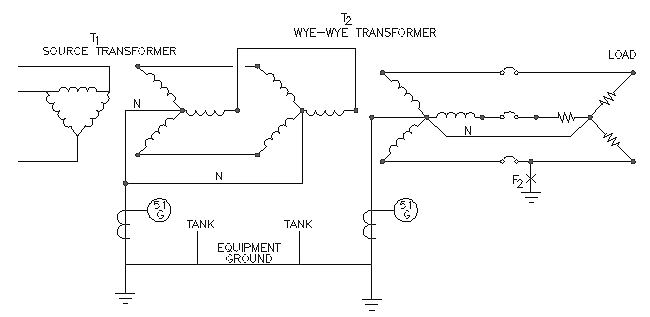 T1
SOURCE TRANSFORMER
T2
WYE-WYE TRANSFORMER
LOAD
N
N
N
F2
51
G
51
G
TANK
TANK
EQUIPMENT
GROUND